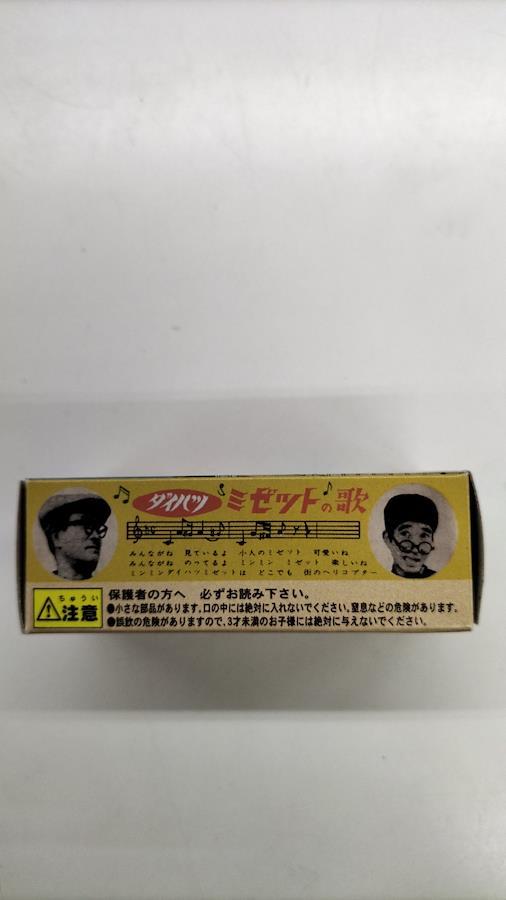 ダイハツ ミゼットの歌
みんながね 見ているよ 小人のミゼット 可愛いね
みんながね のってるよ ミンミン ミゼット 楽しいね
ミンミンダイハツミゼットは どこでも 街のヘリコプター
ちゅうい
注意
保護者の方へ 必ずお読み下さい。
●小さな部品があります。口の中には絶対に入れないでください。窒息などの危険があります。
●誤飲の危険がありますので、3才未満のお子様には絶対に与えないでください。